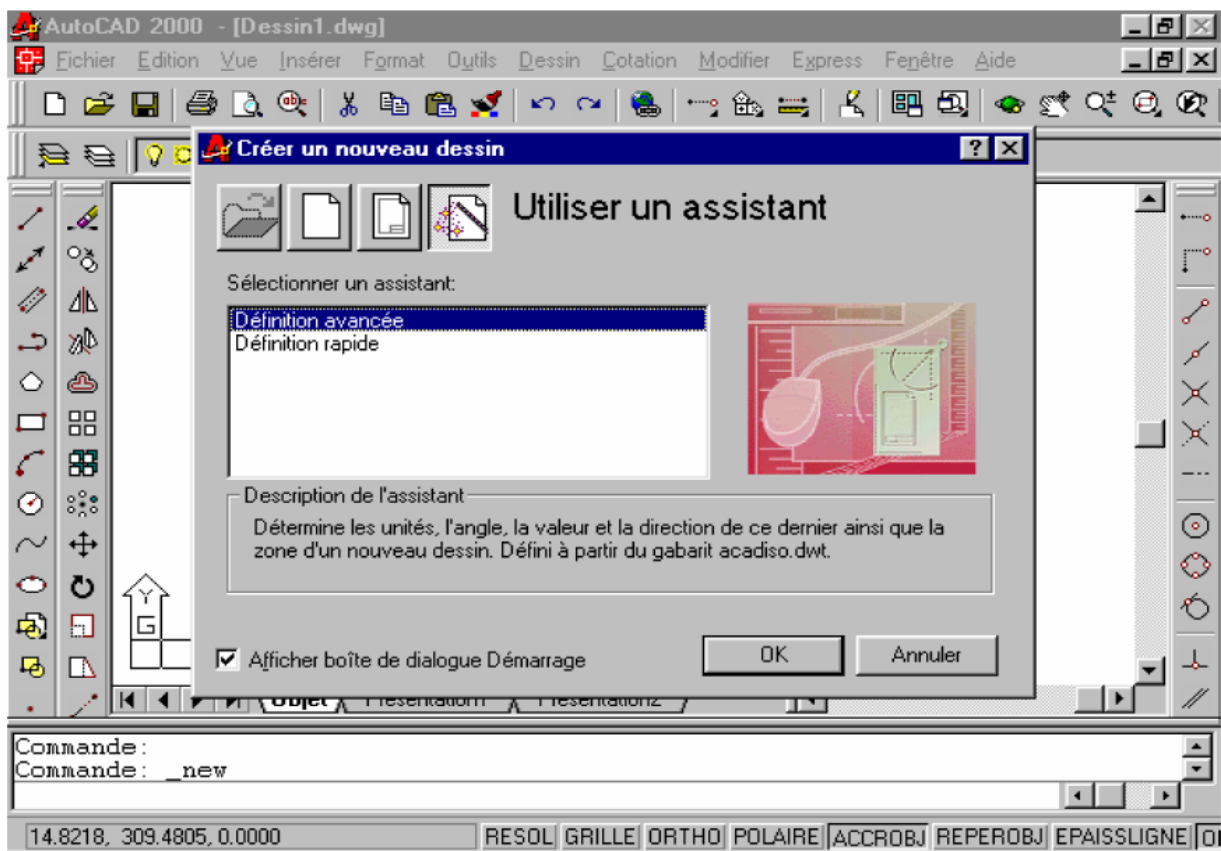 AutoCAD 2000 - [Dessin1.dwg]
Fichier Edition Vue Insérer Format Outils Dessin Cotation Modifier Express Fenêtre Aide
Créer un nouveau dessin
Utiliser un assistant
Sélectionner un assistant:
Définition avancée
Définition rapide
Description de l'assistant
Détermine les unités, l'angle, la valeur et la direction de ce dernier ainsi que la
zone d'un nouveau dessin. Défini à partir du gabarit acadiso.dwt.
Y
G
Afficher boîte de dialogue Démarrage
OK Annuler
Objet Présentation1 Présentation2
Commande:
Commande: _new
14.8218, 309.4805, 0.0000 RESOL GRILLE ORTHO POLAIRE ACCROBJ REPEROBJ EPAISSLIGNE